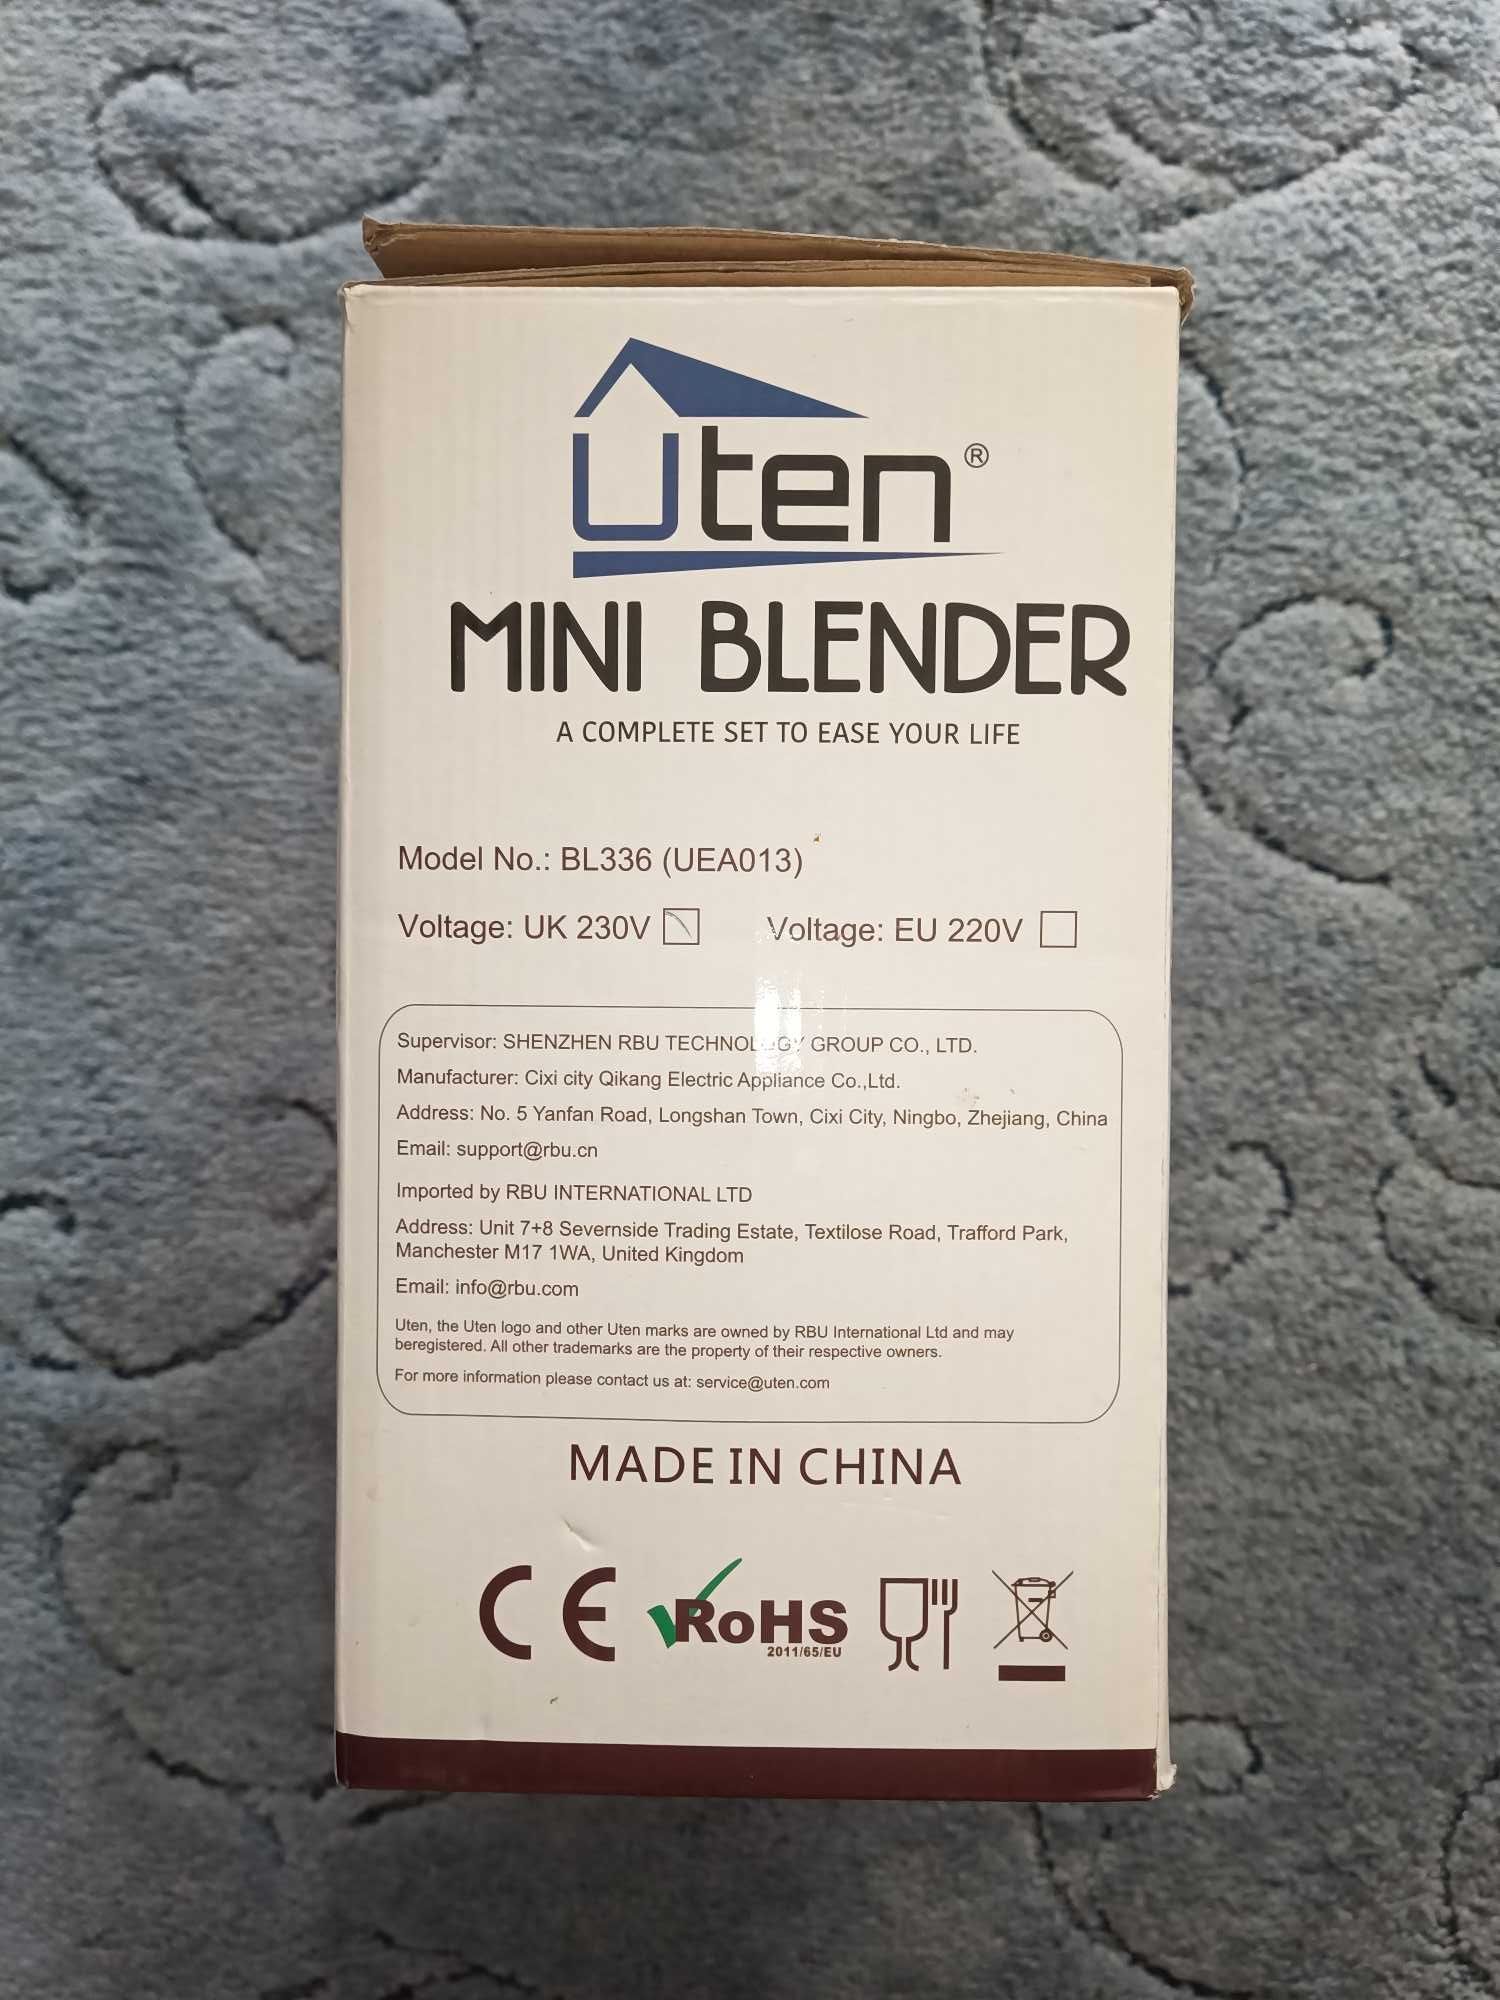 Uten®
MINI BLENDER
A COMPLETE SET TO EASE YOUR LIFE
Model No.: BL336 (UEA013)
Voltage: UK 230V Voltage: EU 220V
Supervisor: SHENZHEN RBU TECHNOLOGY GROUP CO., LTD.
Manufacturer: Cixi city Qikang Electric Appliance Co.,Ltd.
Address: No. 5 Yanfan Road, Longshan Town, Cixi City, Ningbo, Zhejiang, China
Email: support@rbu.cn
Imported by RBU INTERNATIONAL LTD
Address: Unit 7+8 Severnside Trading Estate, Textilose Road, Trafford Park,
Manchester M17 1WA, United Kingdom
Email: info@rbu.com
Uten, the Uten logo and other Uten marks are owned by RBU International Ltd and may
beregistered. All other trademarks are the property of their respective owners.
For more information please contact us at: service@uten.com
MADE IN CHINA
CE RoHS
2011/65/EU